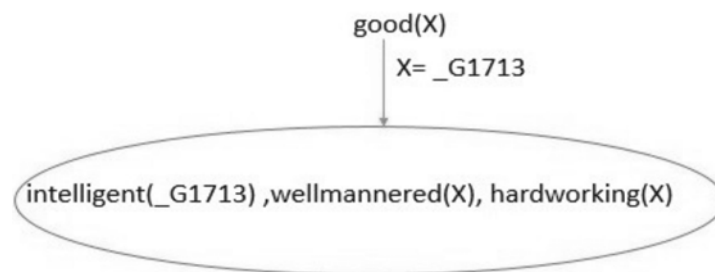 good(X)
X= _G1713
intelligent(_G1713) ,wellmannered(X), hardworking(X)